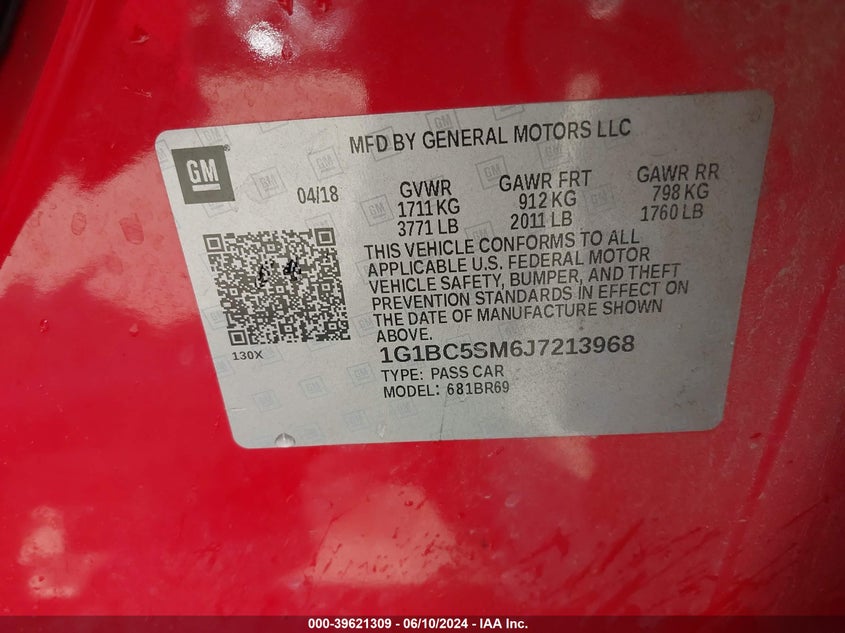 MFD BY GENERAL MOTORS LLC
GM
04/18
GVWR
1711 KG
3771 LB
GAWR FRT
912 KG
2011 LB
GAWR RR
798 KG
1760 LB
THIS VEHICLE CONFORMS TO ALL
APPLICABLE U.S. FEDERAL MOTOR
VEHICLE SAFETY, BUMPER, AND THEFT
PREVENTION STANDARDS IN EFFECT ON
THE DATE OF MANUFACTURE SHOWN
ABOVE.
130X
1G1BC5SM6J7213968
TYPE: PASS CAR
MODEL: 681BR69
000-39621309 - 06/10/2024 - IAA Inc.